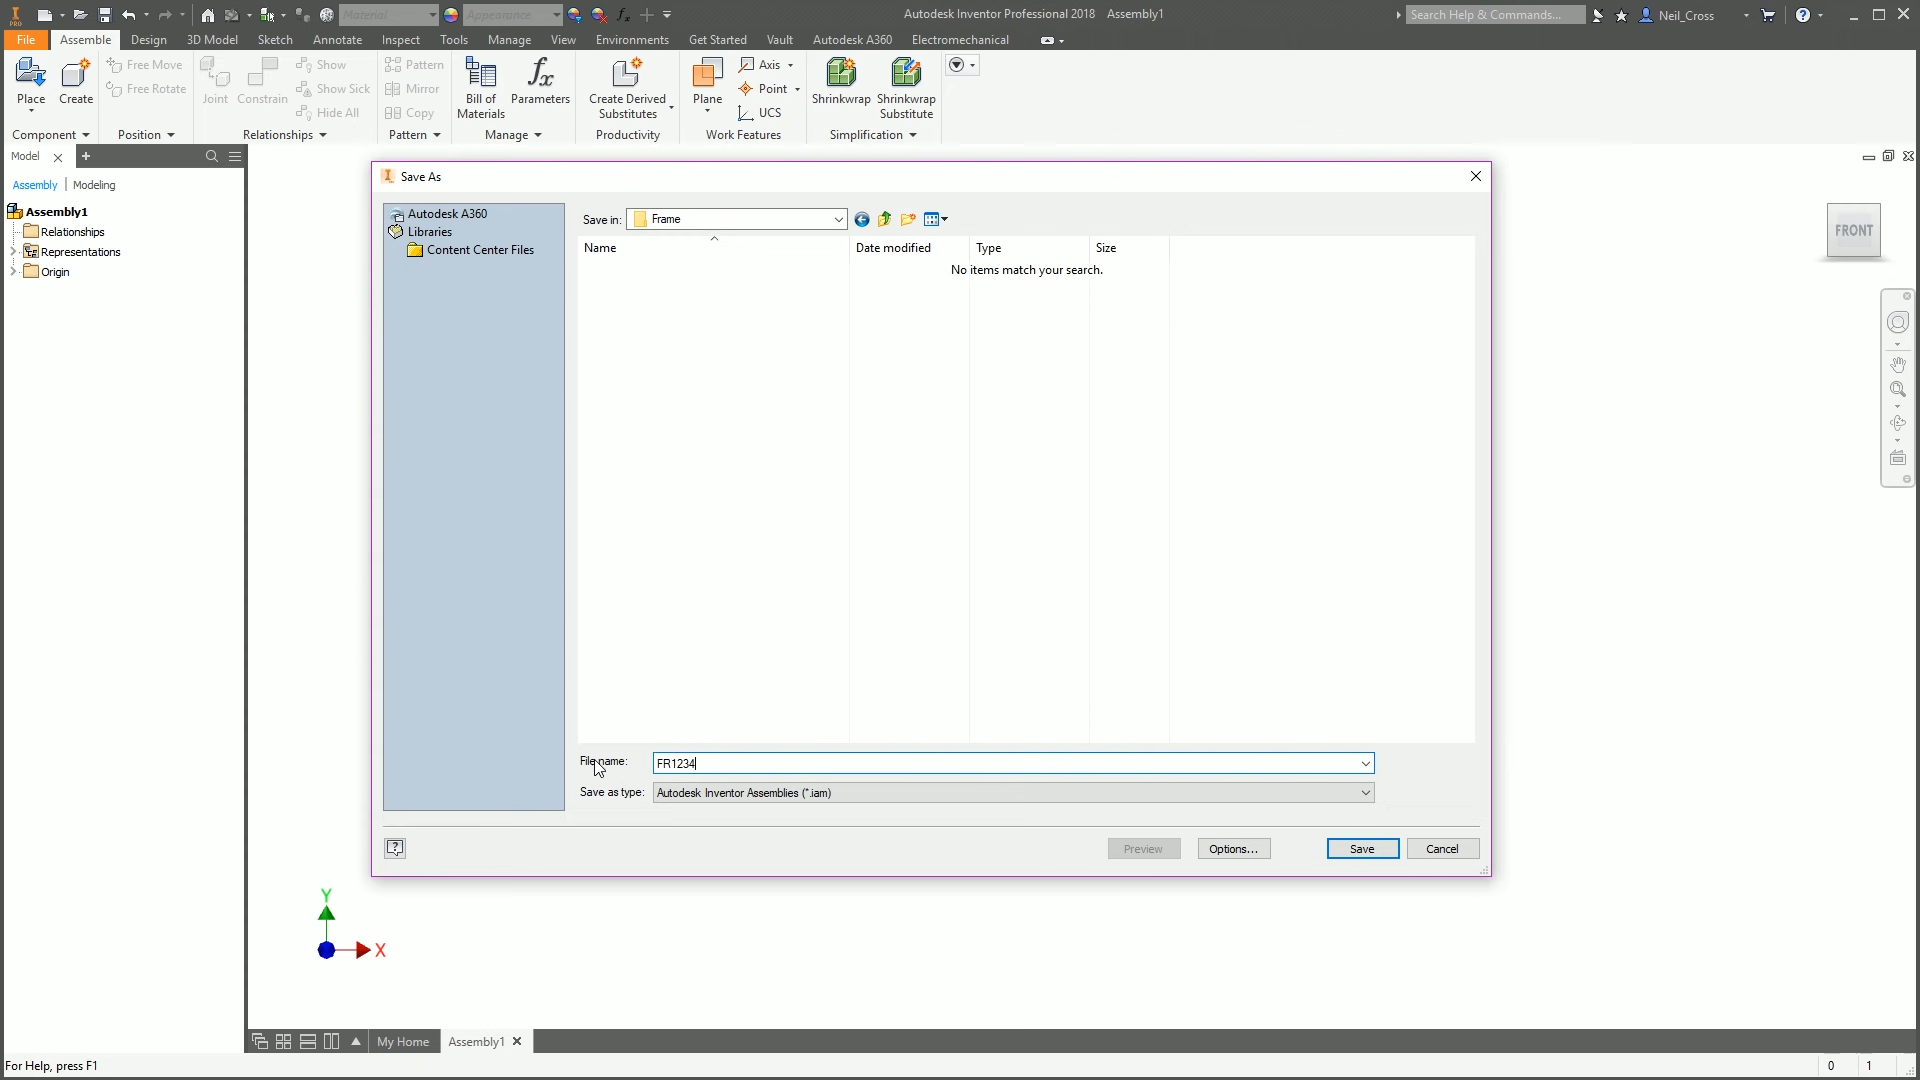 PRO Material Appearance fx Autodesk Inventor Professional 2018 Assembly1 Search Help & Commands... Neil_Cross
File Assemble Design 3D Model Sketch Annotate Inspect Tools Manage View Environments Get Started Vault Autodesk A360 Electromechanical
Free Move Show Pattern Axis
Free Rotate Show Sick Mirror Point
Place Create Joint Constrain Bill of Materials Parameters Create Derived Substitutes Plane Shrinkwrap Shrinkwrap Substitute
Hide All Copy UCS
Component Position Relationships Pattern Manage Productivity Work Features Simplification
Model
Assembly | Modeling
Assembly1
Relationships
Representations
Origin
Save As
Autodesk A360
Libraries
Content Center Files
Save in: Frame
Name Date modified Type Size
No items match your search.
File name: FR1234
Save as type: Autodesk Inventor Assemblies (*.iam)
Preview Options... Save Cancel
FRONT
Y
X
My Home Assembly1
For Help, press F1
0 1